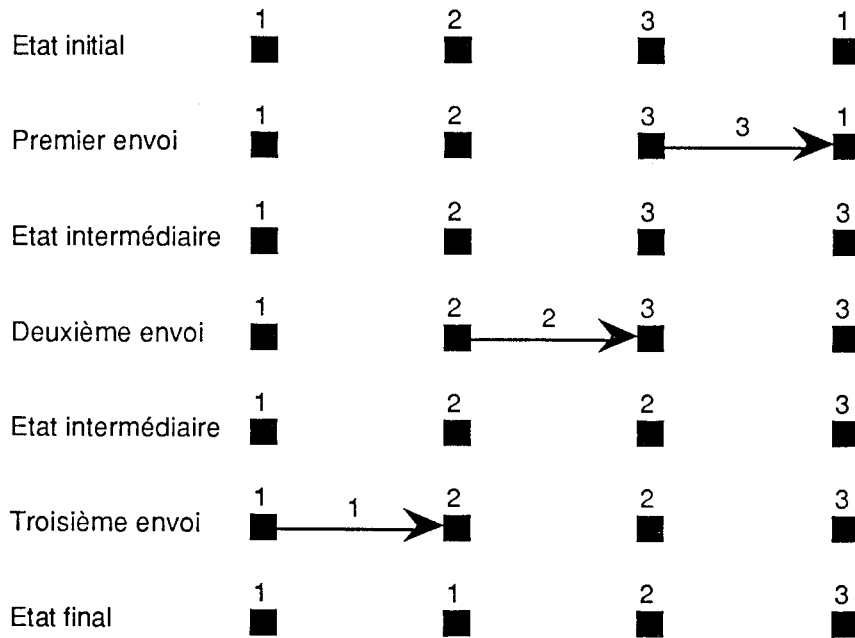 1 2 3 1
Etat initial
1 2 3 3 1
Premier envoi
1 2 3 3
Etat intermédiaire
1 2 2 3 3
Deuxième envoi
1 2 2 3
Etat intermédiaire
1 1 2 2 3
Troisième envoi
1 1 2 3
Etat final